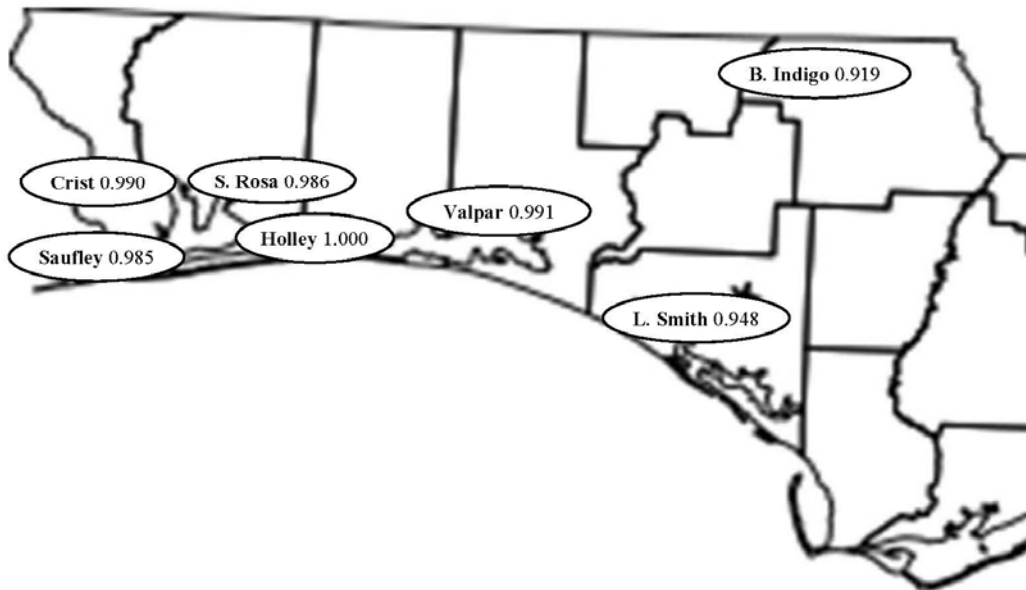 B. Indigo 0.919
Crist 0.990
S. Rosa 0.986
Valpar 0.991
Holley 1.000
Saufley 0.985
L. Smith 0.948